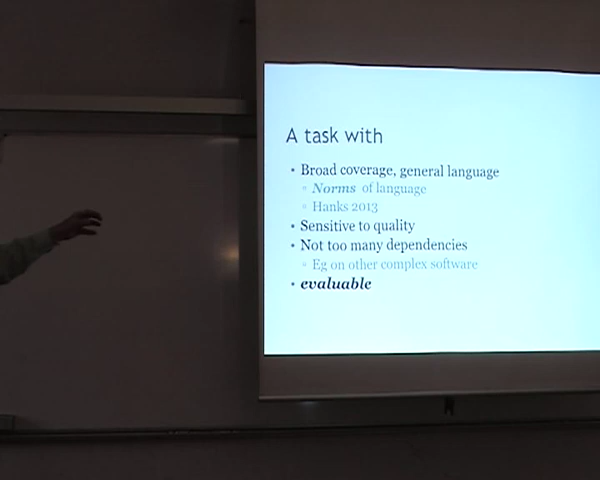 A task with
• Broad coverage, general language
▫ Norms of language
▫ Hanks 2013
• Sensitive to quality
• Not too many dependencies
▫ Eg on other complex software
• evaluable